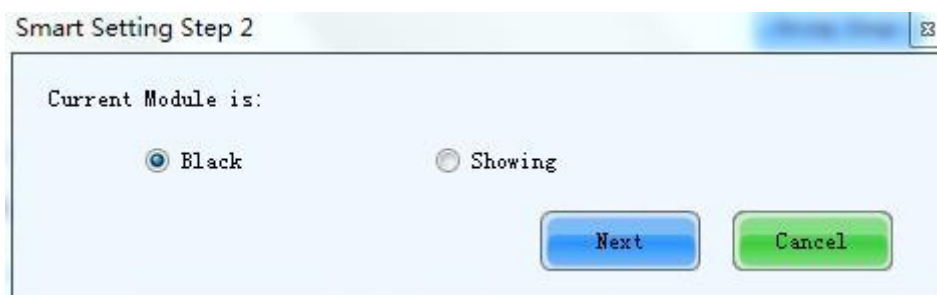 Smart Setting Step 2
Current Module is:
Black Showing
Next Cancel